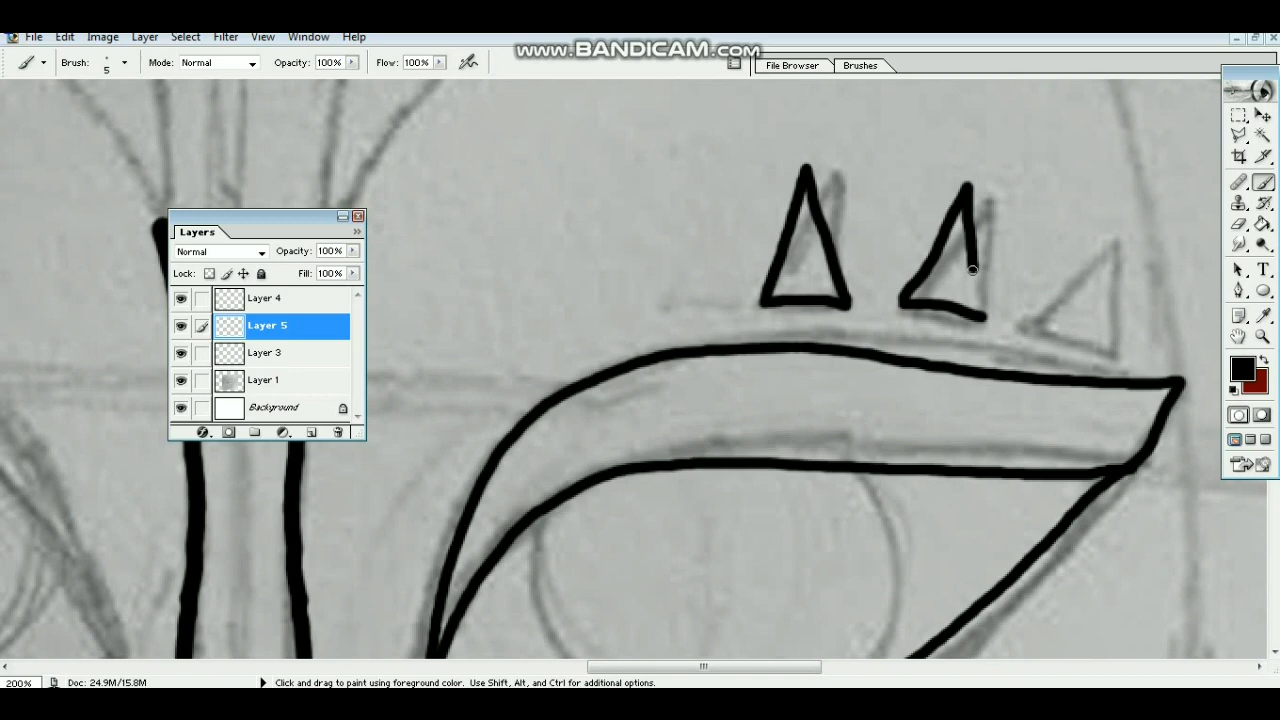 File Edit Image Layer Select Filter View Window Help
www.BANDICAM.com
Brush: 5 Mode: Normal Opacity: 100% Flow: 100% File Browser Brushes
Layers
Normal Opacity: 100%
Lock: Fill: 100%
Layer 4
Layer 5
Layer 3
Layer 1
Background
200% Doc: 24.9M/15.8M Click and drag to paint using foreground color. Use Shift, Alt, and Ctrl for additional options.